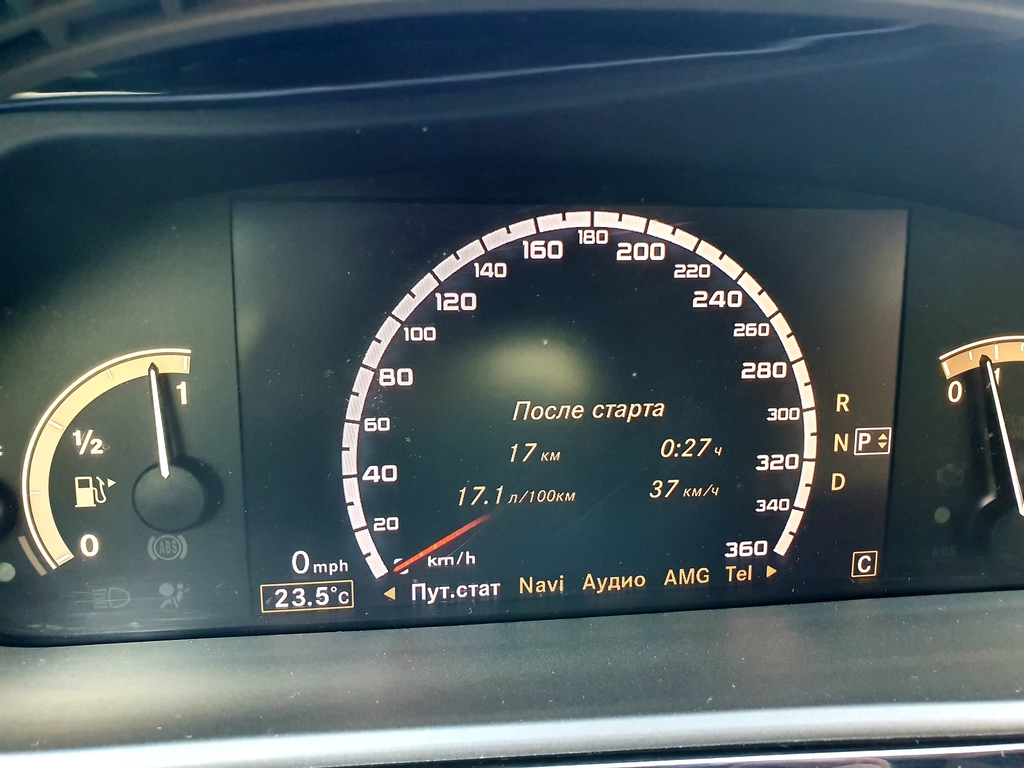 160 180 200
140 220
120 240
100 260
80 280
60 300
40 320
20 340
360
1
1/2
0
ABS
После старта
17 км 0:27 ч
17.1 л/100км 37 км/ч
km/h
0 mph
23.5°C
Пут.стат Navi Аудио AMG Tel
R
N P
D
C
0 1